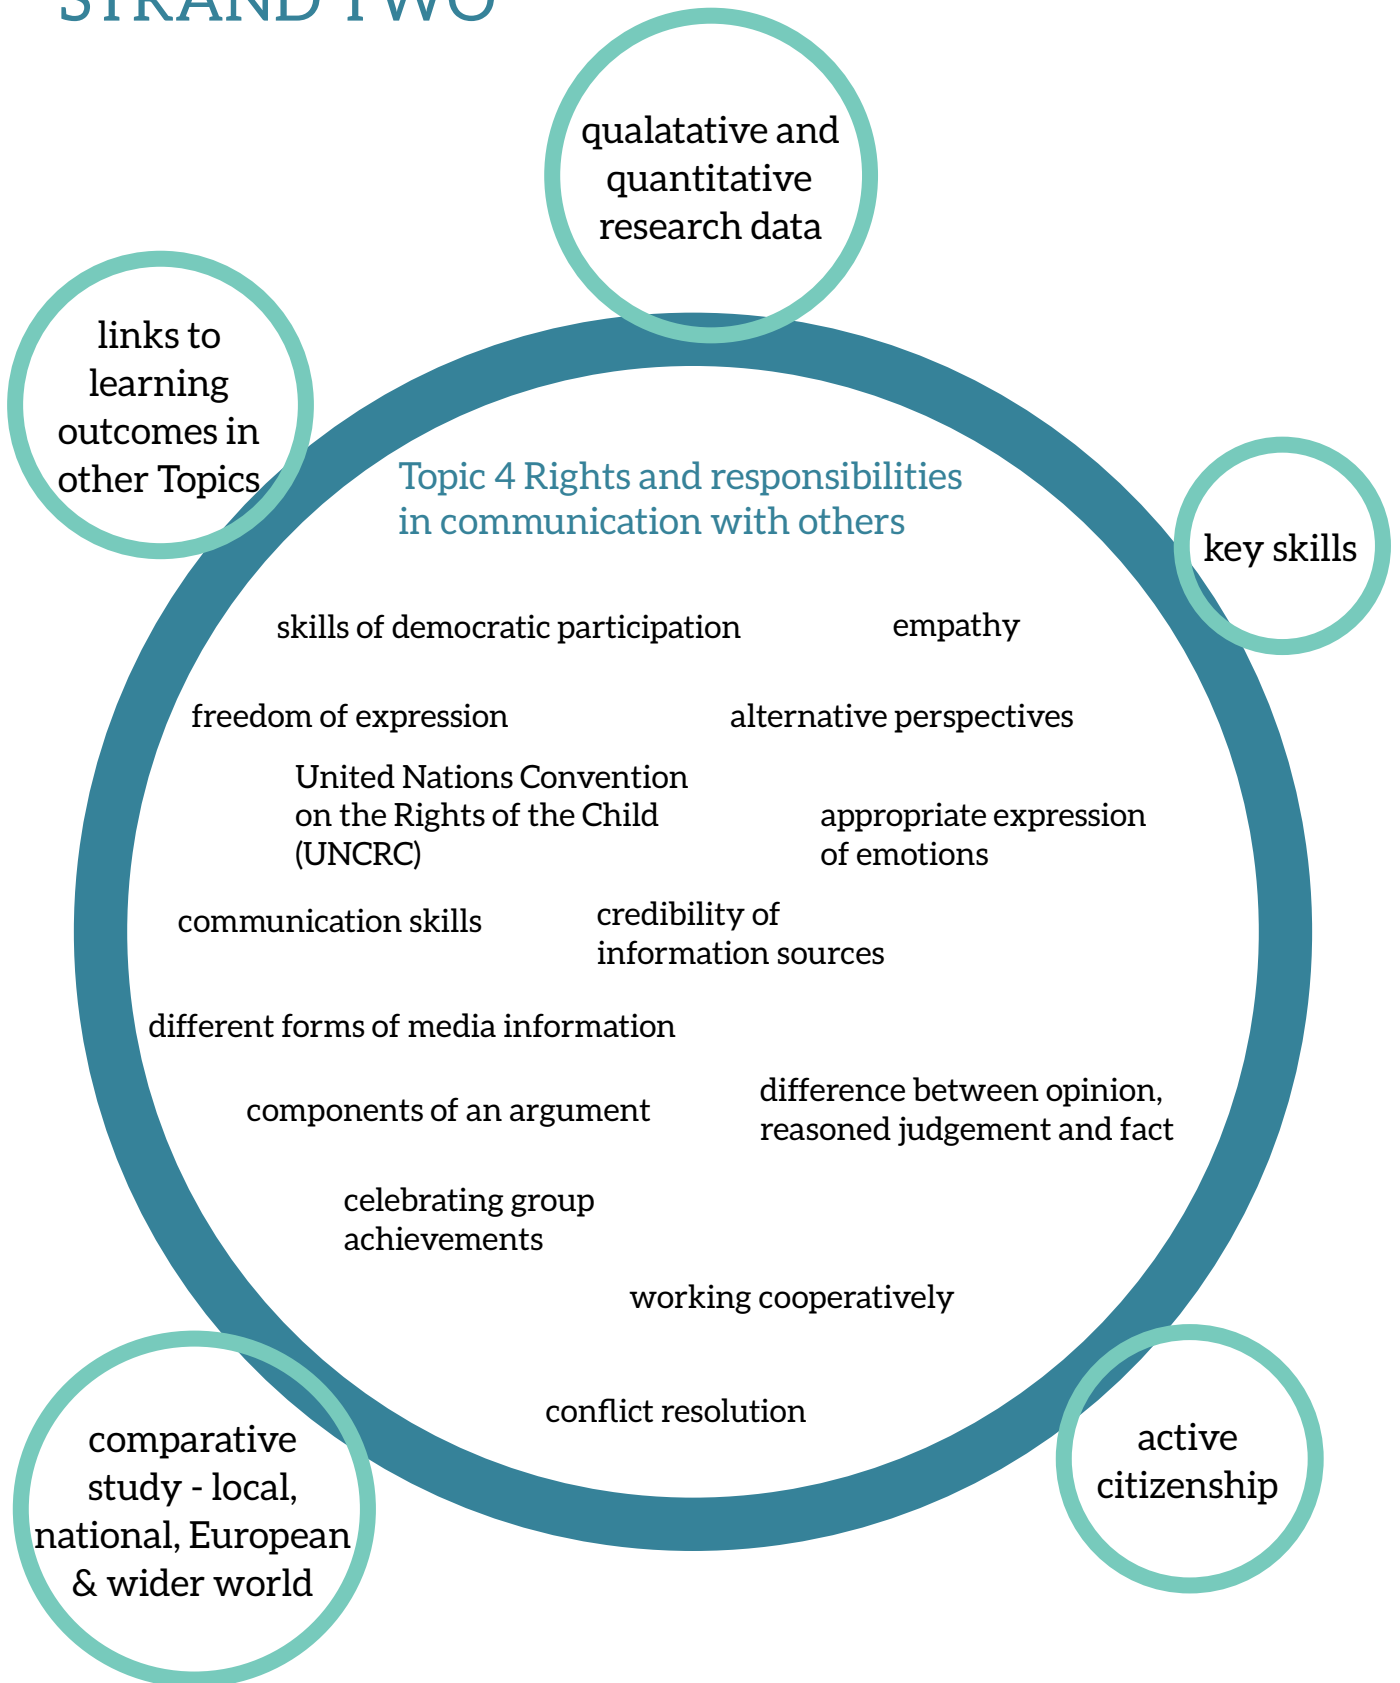 STRAND TWO
qualatative and
quantitative
research data
links to
learning
outcomes in
other Topics
key skills
Topic 4 Rights and responsibilities
in communication with others
skills of democratic participation
empathy
freedom of expression
alternative perspectives
United Nations Convention
on the Rights of the Child
(UNCRC)
appropriate expression
of emotions
communication skills
credibility of
information sources
different forms of media information
components of an argument
difference between opinion,
reasoned judgement and fact
celebrating group
achievements
working cooperatively
conflict resolution
comparative
study - local,
national, European
& wider world
active
citizenship